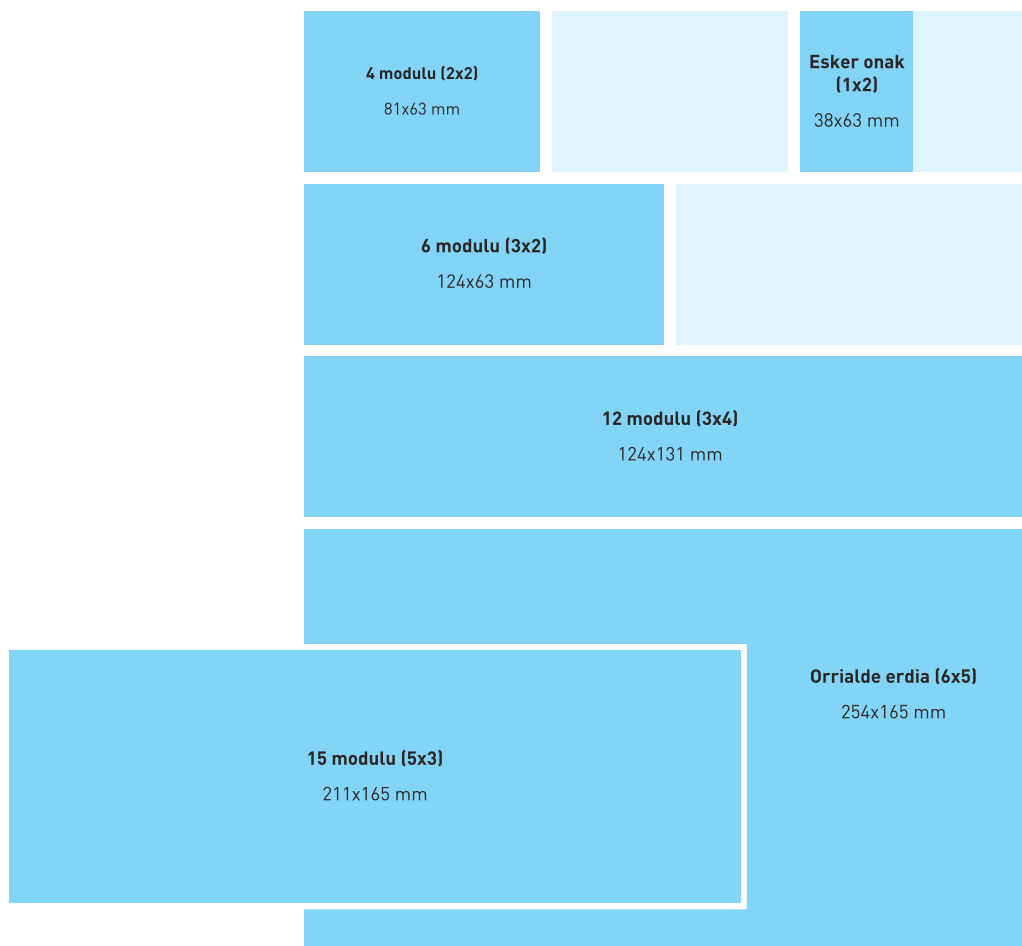 4 modulu (2x2)
81x63 mm
Esker onak
(1x2)
38x63 mm
6 modulu (3x2)
124x63 mm
12 modulu (3x4)
124x131 mm
Orrialde erdia (6x5)
254x165 mm
15 modulu (5x3)
211x165 mm